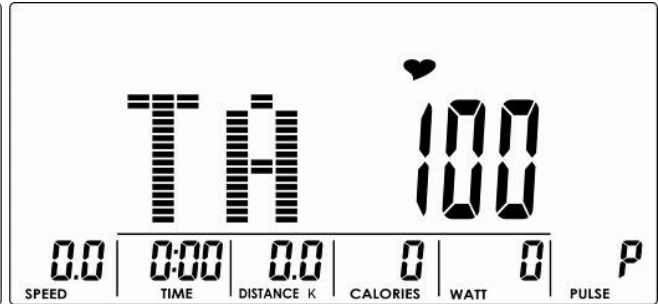 TA 100
0.0 0:00 0.0 0 0 P
SPEED TIME DISTANCE K CALORIES WATT PULSE